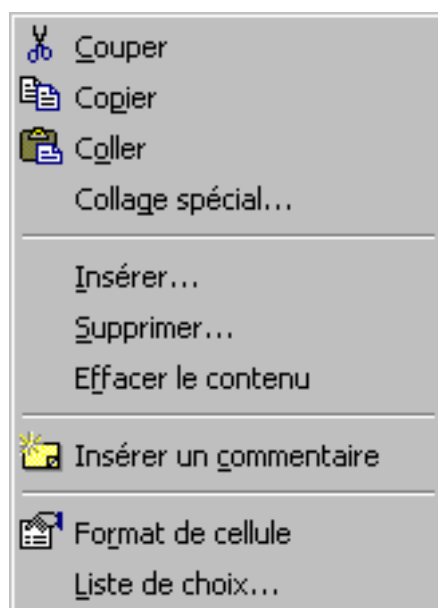 Couper
Copier
Coller
Collage spécial...
Insérer...
Supprimer...
Effacer le contenu
Insérer un commentaire
Format de cellule
Liste de choix...